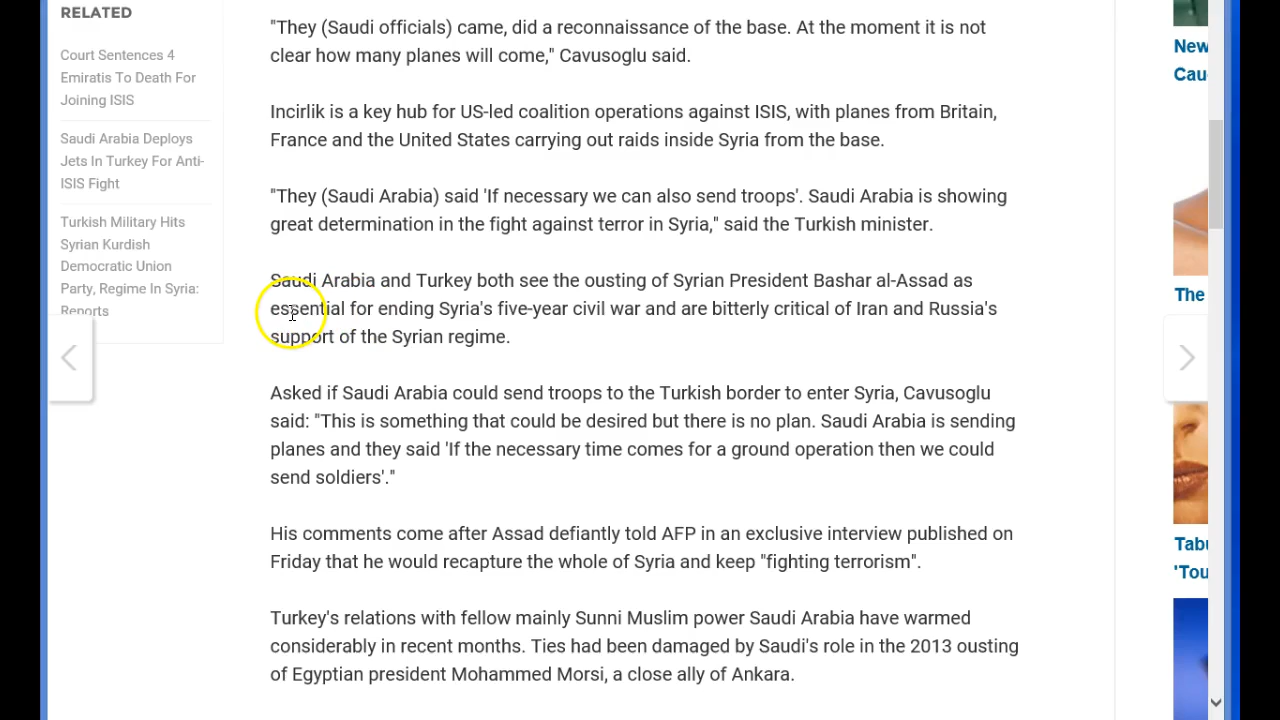 RELATED
Court Sentences 4
Emiratis To Death For
Joining ISIS
Saudi Arabia Deploys
Jets In Turkey For Anti-
ISIS Fight
Turkish Military Hits
Syrian Kurdish
Democratic Union
Party, Regime In Syria:
Reports
"They (Saudi officials) came, did a reconnaissance of the base. At the moment it is not
clear how many planes will come," Cavusoglu said.
Incirlik is a key hub for US-led coalition operations against ISIS, with planes from Britain,
France and the United States carrying out raids inside Syria from the base.
"They (Saudi Arabia) said 'If necessary we can also send troops'. Saudi Arabia is showing
great determination in the fight against terror in Syria," said the Turkish minister.
Saudi Arabia and Turkey both see the ousting of Syrian President Bashar al-Assad as
essential for ending Syria's five-year civil war and are bitterly critical of Iran and Russia's
support of the Syrian regime.
Asked if Saudi Arabia could send troops to the Turkish border to enter Syria, Cavusoglu
said: "This is something that could be desired but there is no plan. Saudi Arabia is sending
planes and they said 'If the necessary time comes for a ground operation then we could
send soldiers'."
His comments come after Assad defiantly told AFP in an exclusive interview published on
Friday that he would recapture the whole of Syria and keep "fighting terrorism".
Turkey's relations with fellow mainly Sunni Muslim power Saudi Arabia have warmed
considerably in recent months. Ties had been damaged by Saudi's role in the 2013 ousting
of Egyptian president Mohammed Morsi, a close ally of Ankara.
New
Cau
The
Tabu
'Tou